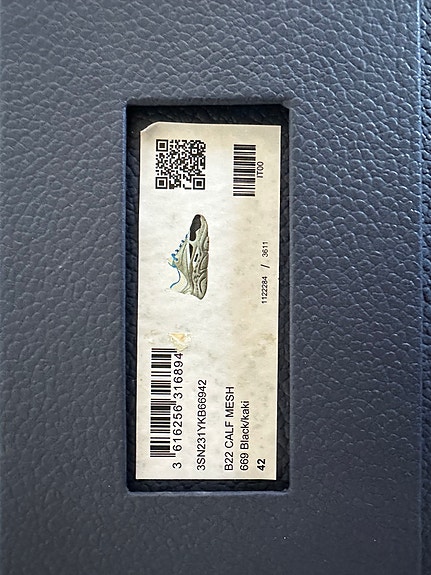 3 616256 316894
3SN231YKB66942
B22 CALF MESH
669 Black/kaki
42
1122284 / 3611
IT00